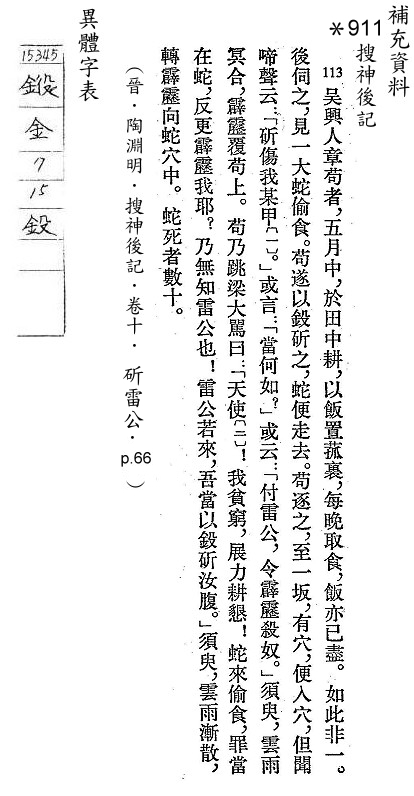 補充資料
*911
搜神後記
113 吴興人章苟者，五月中，於田中耕，以飯置菰裹，每晚取食，飯亦已盡。如此非一。
後伺之，見一大蛇偷食。苟遂以鈠斫之，蛇便走去。苟逐之，至一坂，有穴，便入穴，但聞
啼聲云：「斫傷我某甲〔一〕。」或言：「當何如？」或云：「付雷公，令霹靂殺奴。」須臾，雲雨
冥合，霹靂覆苟上。苟乃跳梁大罵曰：「天使〔二〕！我貧窮，展力耕懇！蛇來偷食，罪當
在蛇，反更霹靂我耶？乃無知雷公也！雷公若來，吾當以鈠斫汝腹。」須臾，雲雨漸散，
轉霹靂向蛇穴中。蛇死者數十。
（晉．陶淵明．搜神後記．卷十．斫雷公．p.66）
異體字表
15345
金
7
15
鈠